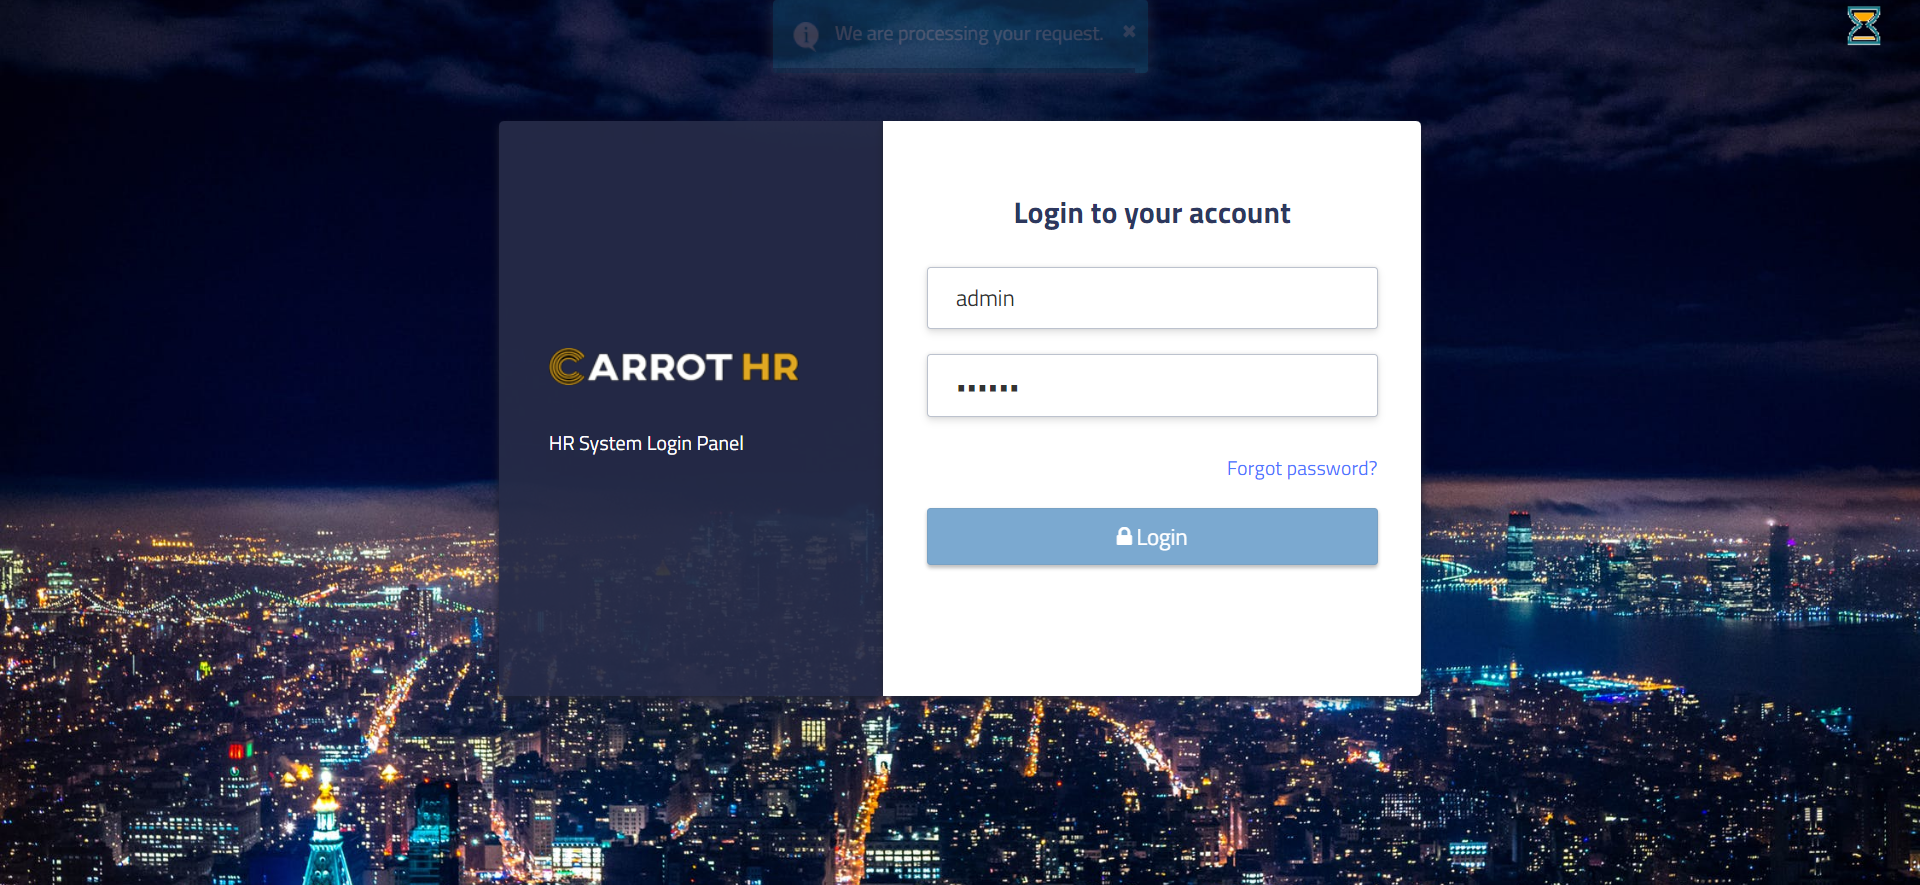 We are processing your request.
CARROT HR
HR System Login Panel
Login to your account
admin
Forgot password?
Login